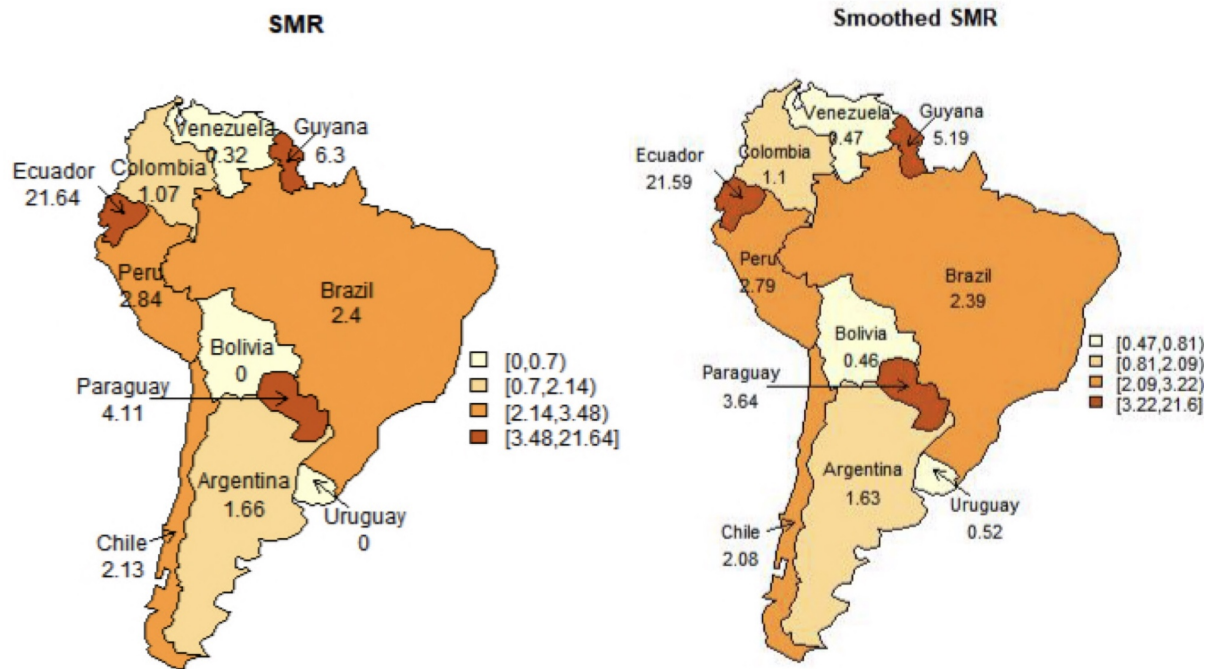 SMR
Venezuela
0.32
Guyana
6.3
Ecuador
21.64
Colombia
1.07
Peru
2.84
Brazil
2.4
Bolivia
0
Paraguay
4.11
Argentina
1.66
Uruguay
0
Chile
2.13
[0,0.7)
[0.7,2.14)
[2.14,3.48)
[3.48,21.64]
Smoothed SMR
Venezuela
0.47
Guyana
5.19
Ecuador
21.59
Colombia
1.1
Peru
2.79
Brazil
2.39
Bolivia
0.46
Paraguay
3.64
Argentina
1.63
Uruguay
0.52
Chile
2.08
[0.47,0.81)
[0.81,2.09)
[2.09,3.22)
[3.22,21.6]